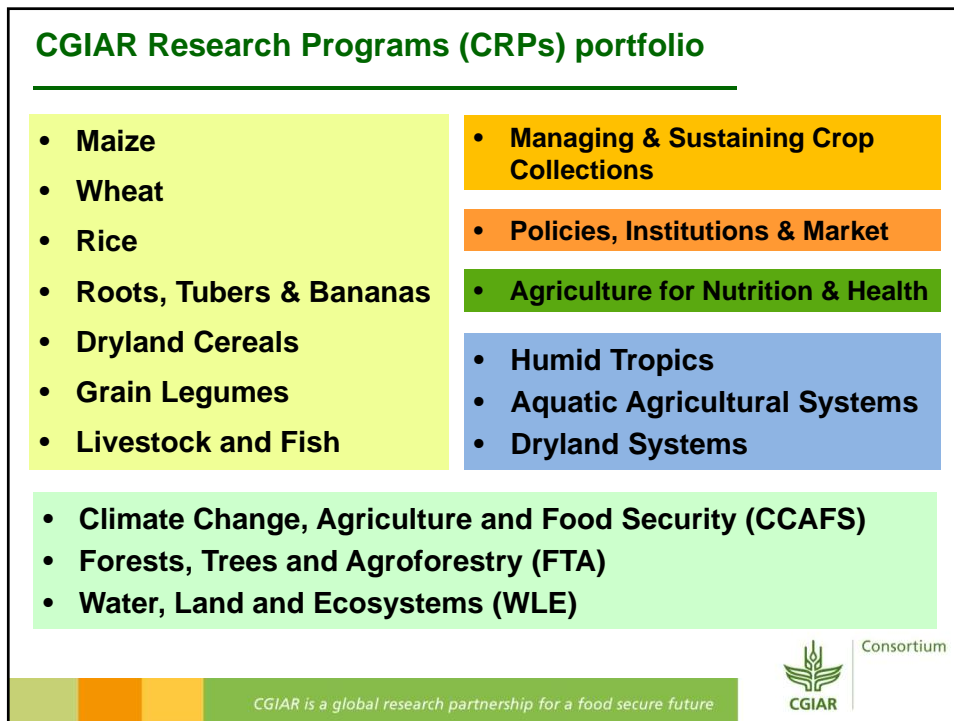 CGIAR Research Programs (CRPs) portfolio
• Maize
• Wheat
• Rice
• Roots, Tubers & Bananas
• Dryland Cereals
• Grain Legumes
• Livestock and Fish
• Managing & Sustaining Crop
Collections
• Policies, Institutions & Market
• Agriculture for Nutrition & Health
• Humid Tropics
• Aquatic Agricultural Systems
• Dryland Systems
• Climate Change, Agriculture and Food Security (CCAFS)
• Forests, Trees and Agroforestry (FTA)
• Water, Land and Ecosystems (WLE)
CGIAR is a global research partnership for a food secure future
CGIAR
Consortium